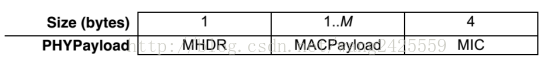 Size (bytes) 1 1..M 4
PHYPayload MHDR MACPayload MIC